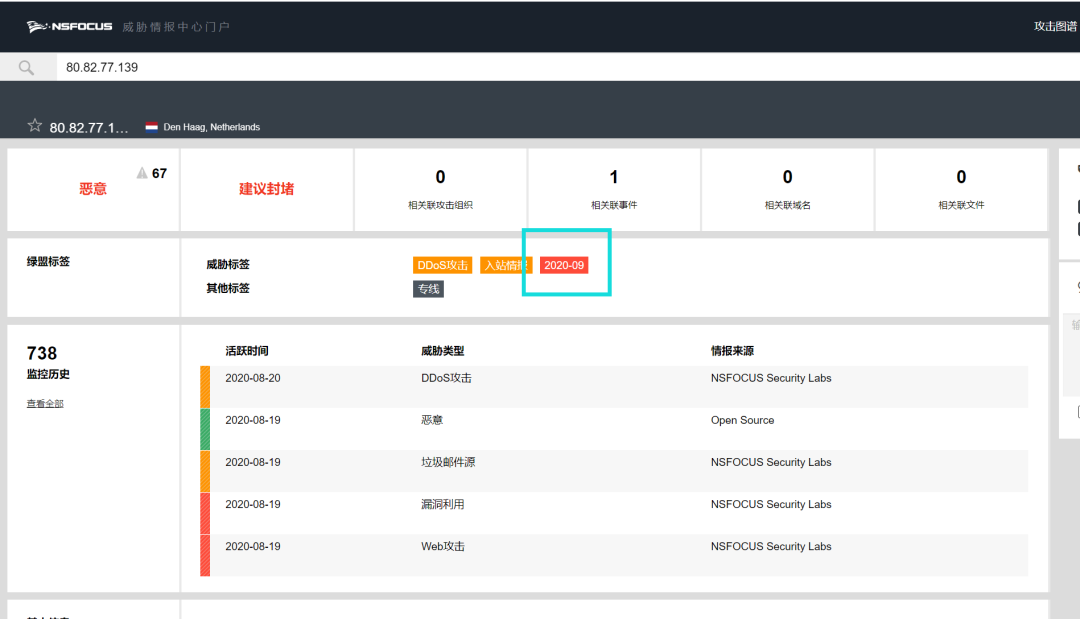 NSFOCUS 威胁情报中心门户
攻击图谱
80.82.77.139
80.82.77.1... Den Haag, Netherlands
恶意 67
建议封堵
0
相关联攻击组织
1
相关联事件
0
相关联域名
0
相关联文件
绿盟标签
威胁标签 DDoS攻击 入站情报 2020-09
其他标签 专线
738
监控历史
查看全部
活跃时间 威胁类型 情报来源
2020-08-20 DDoS攻击 NSFOCUS Security Labs
2020-08-19 恶意 Open Source
2020-08-19 垃圾邮件源 NSFOCUS Security Labs
2020-08-19 漏洞利用 NSFOCUS Security Labs
2020-08-19 Web攻击 NSFOCUS Security Labs